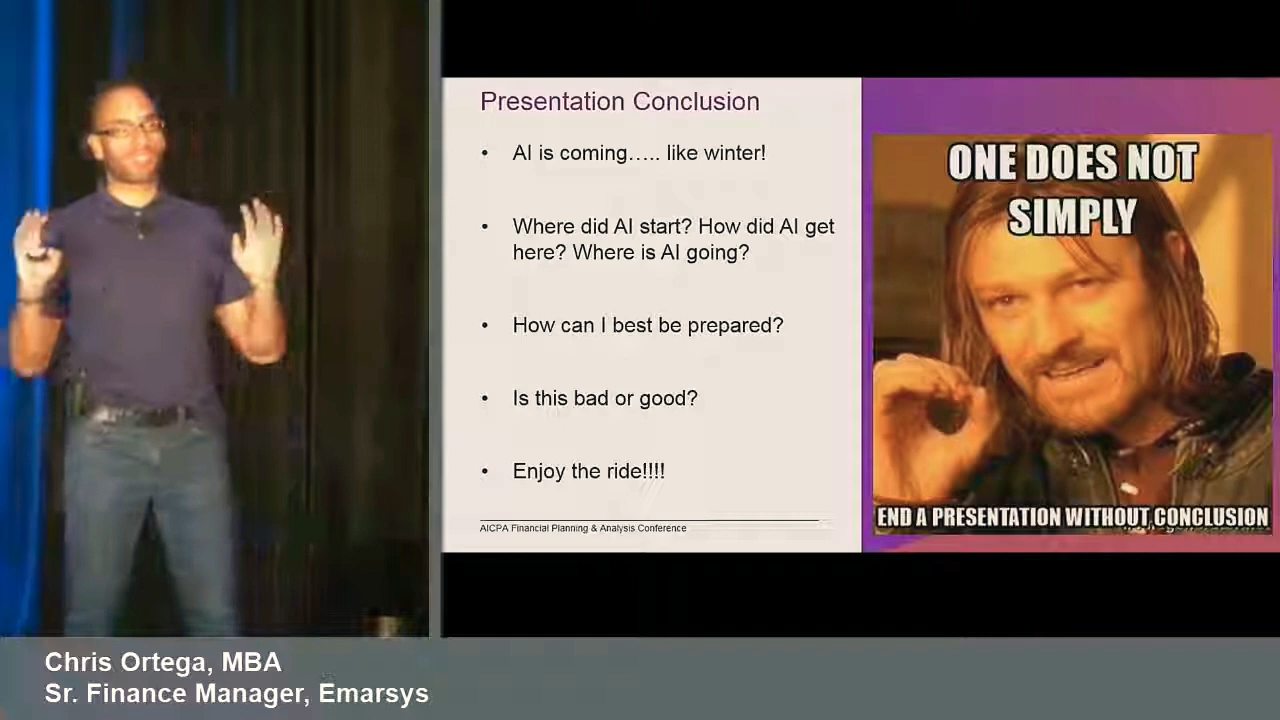 Presentation Conclusion
• AI is coming….. like winter!
• Where did AI start? How did AI get
here? Where is AI going?
• How can I best be prepared?
• Is this bad or good?
• Enjoy the ride!!!!
AICPA Financial Planning & Analysis Conference
ONE DOES NOT
SIMPLY
END A PRESENTATION WITHOUT CONCLUSION
Chris Ortega, MBA
Sr. Finance Manager, Emarsys